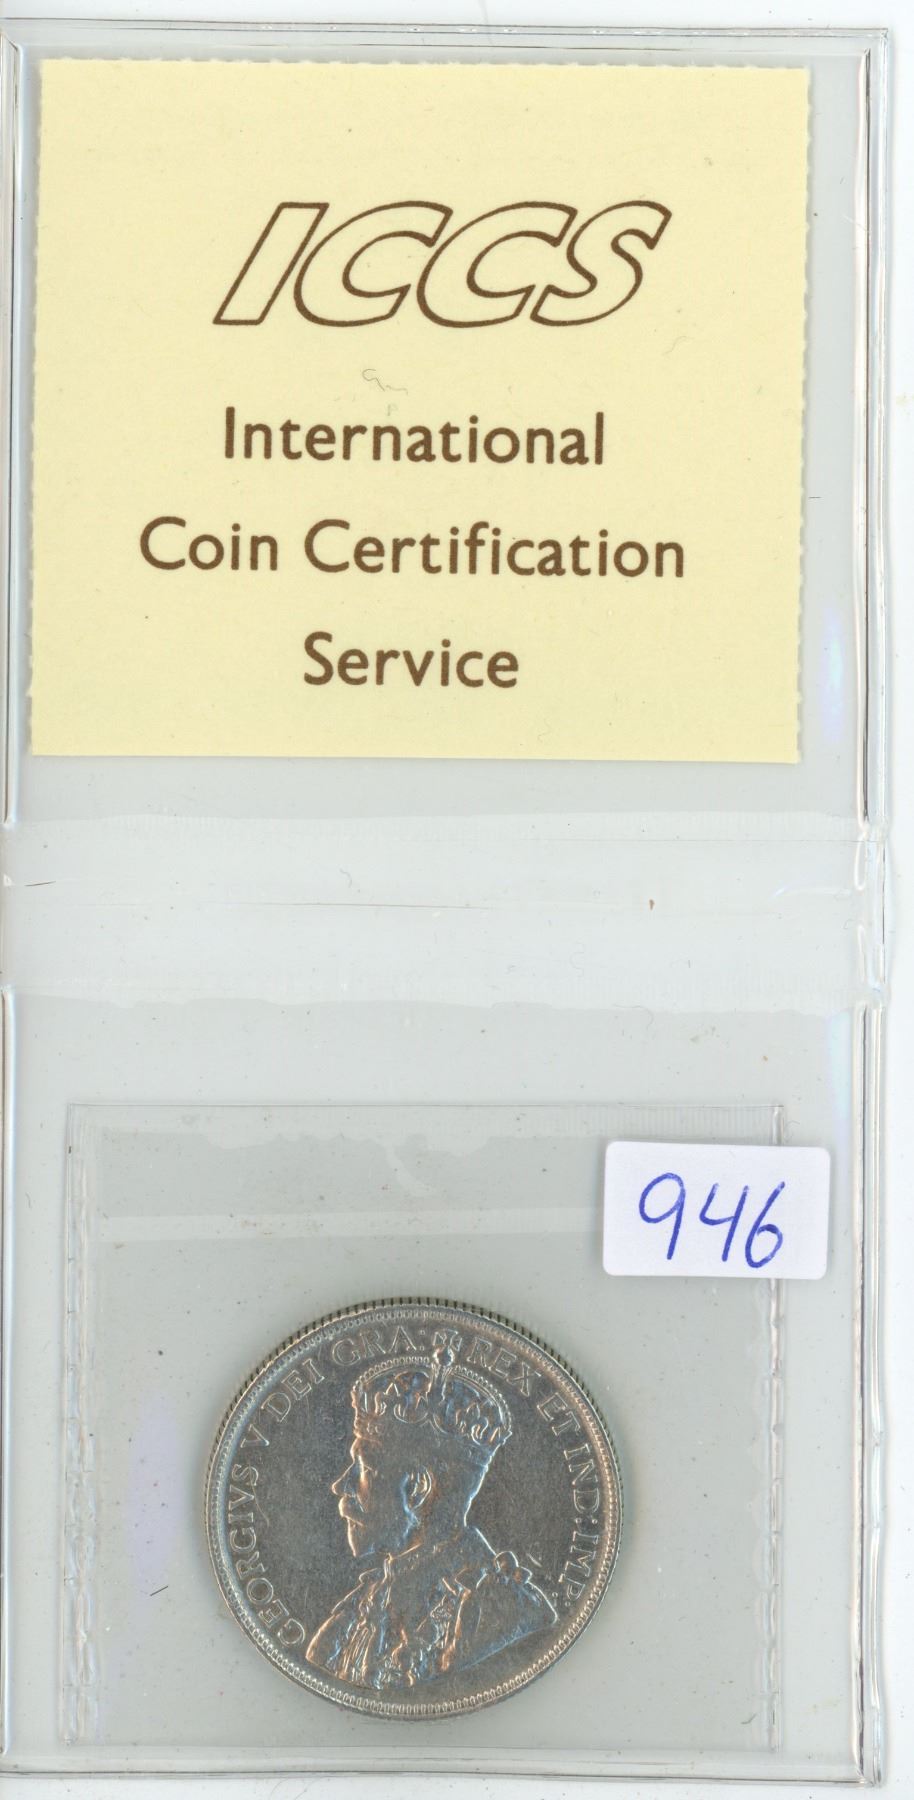 ICCS
International
Coin Certification
Service
946
GEORGIVS V DEI GRA: REX ET IND: IMP: